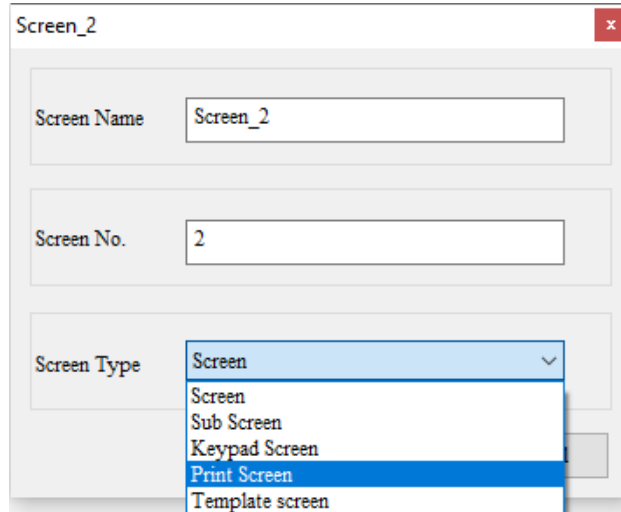 Screen_2
x
Screen Name Screen_2
Screen No. 2
Screen Type Screen
Screen
Sub Screen
Keypad Screen
Print Screen
Template screen